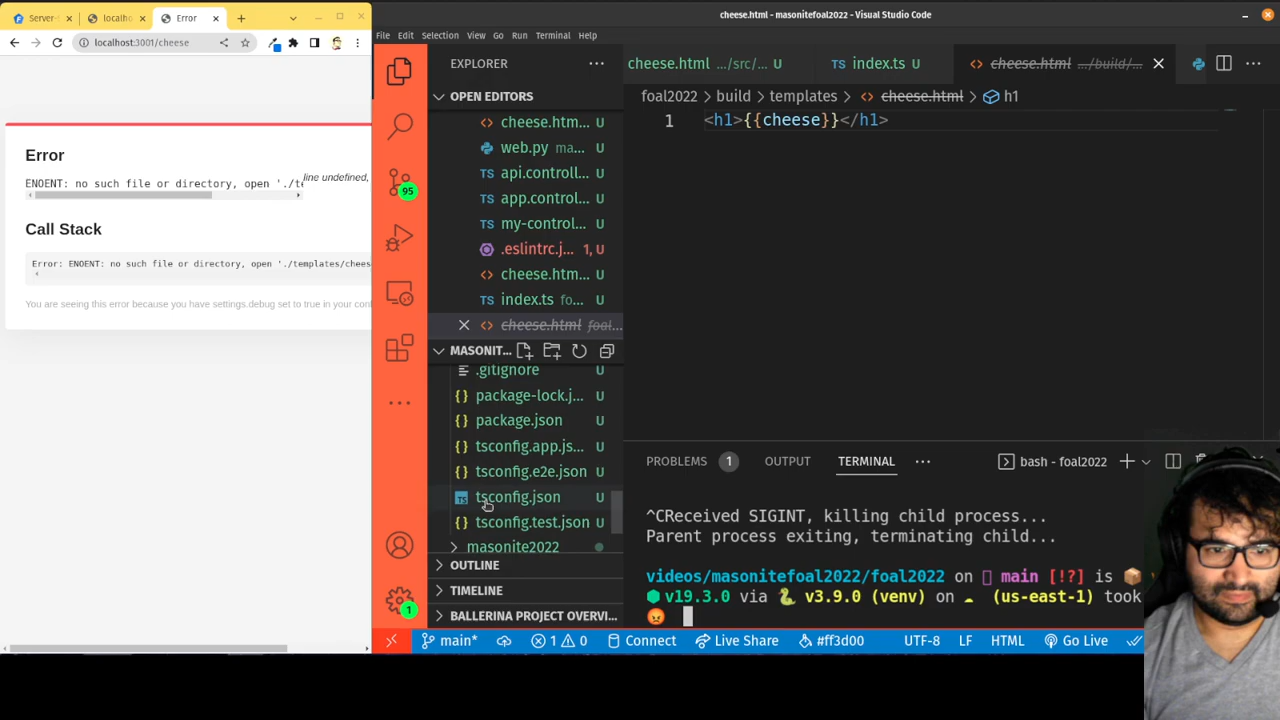 Server-S
localho
Error
localhost:3001/cheese
Error
ENOENT: no such file or directory, open './te
line undefined,
Call Stack
Error: ENOENT: no such file or directory, open './templates/chees
You are seeing this error because you have settings.debug set to true in your conf
cheese.html - masonitefoal2022 - Visual Studio Code
File Edit Selection View Go Run Terminal Help
EXPLORER
OPEN EDITORS
cheese.htm... U
web.py ma... U
api.controll... U
app.control... U
my-control... U
.eslintrc.j... 1, U
cheese.htm... U
index.ts fo... U
cheese.html foal...
MASONIT...
.gitignore U
package-lock.j... U
package.json U
tsconfig.app.js... U
tsconfig.e2e.json U
TS tsconfig.json U
tsconfig.test.json U
masonite2022
OUTLINE
TIMELINE
BALLERINA PROJECT OVERVI...
95
1
cheese.html .../src/... U
TS index.ts U
cheese.html .../build/...
foal2022 > build > templates > cheese.html > h1
1 <h1>{{cheese}}</h1>
PROBLEMS 1 OUTPUT TERMINAL
bash - foal2022
^CReceived SIGINT, killing child process...
Parent process exiting, terminating child...
videos/masonitefoal2022/foal2022 on main [!?] is
v19.3.0 via v3.9.0 (venv) on (us-east-1) took
main* 1 0 Connect Live Share #ff3d00 UTF-8 LF HTML Go Live